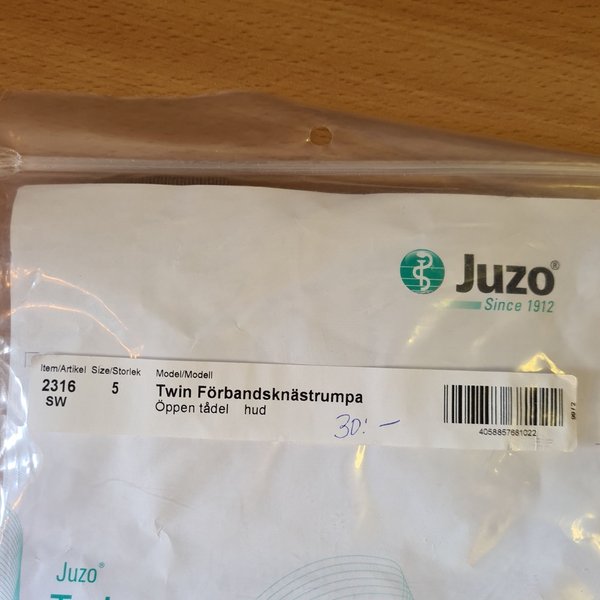 Juzo®
Since 1912
Item/Artikel Size/Storlek Model/Modell
2316 5 Twin Förbandsknästrumpa
SW Öppen tådel hud
30:-
4058857681022
Juzo®